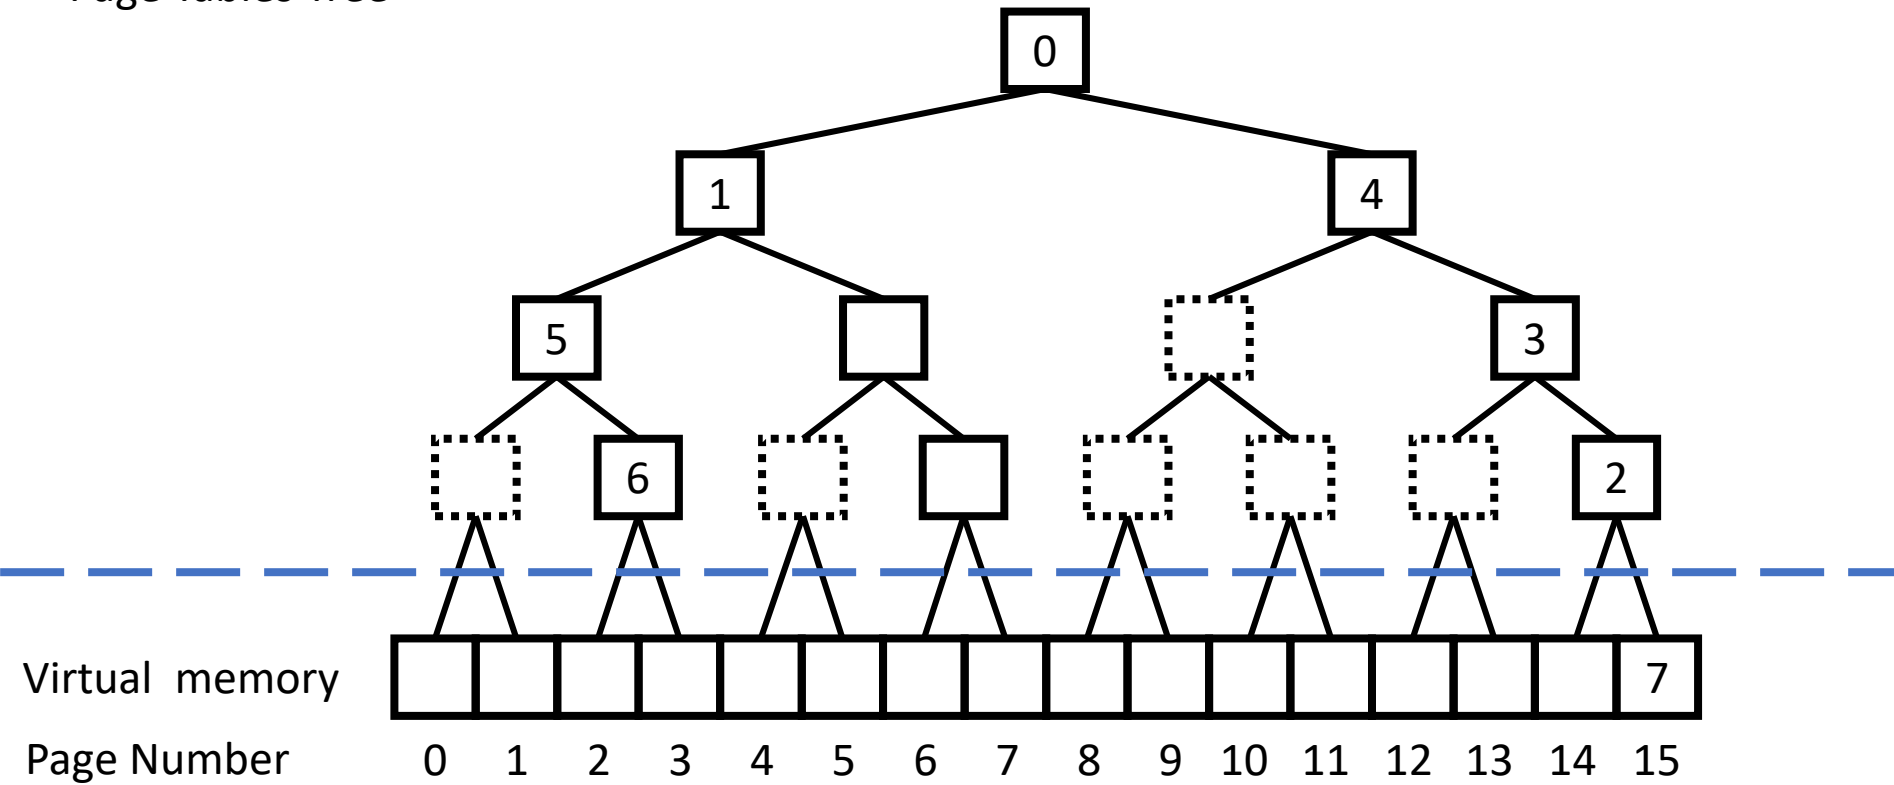 Page Tables Tree
0
1 4
5 3
6 2
Virtual memory 7
Page Number 0 1 2 3 4 5 6 7 8 9 10 11 12 13 14 15